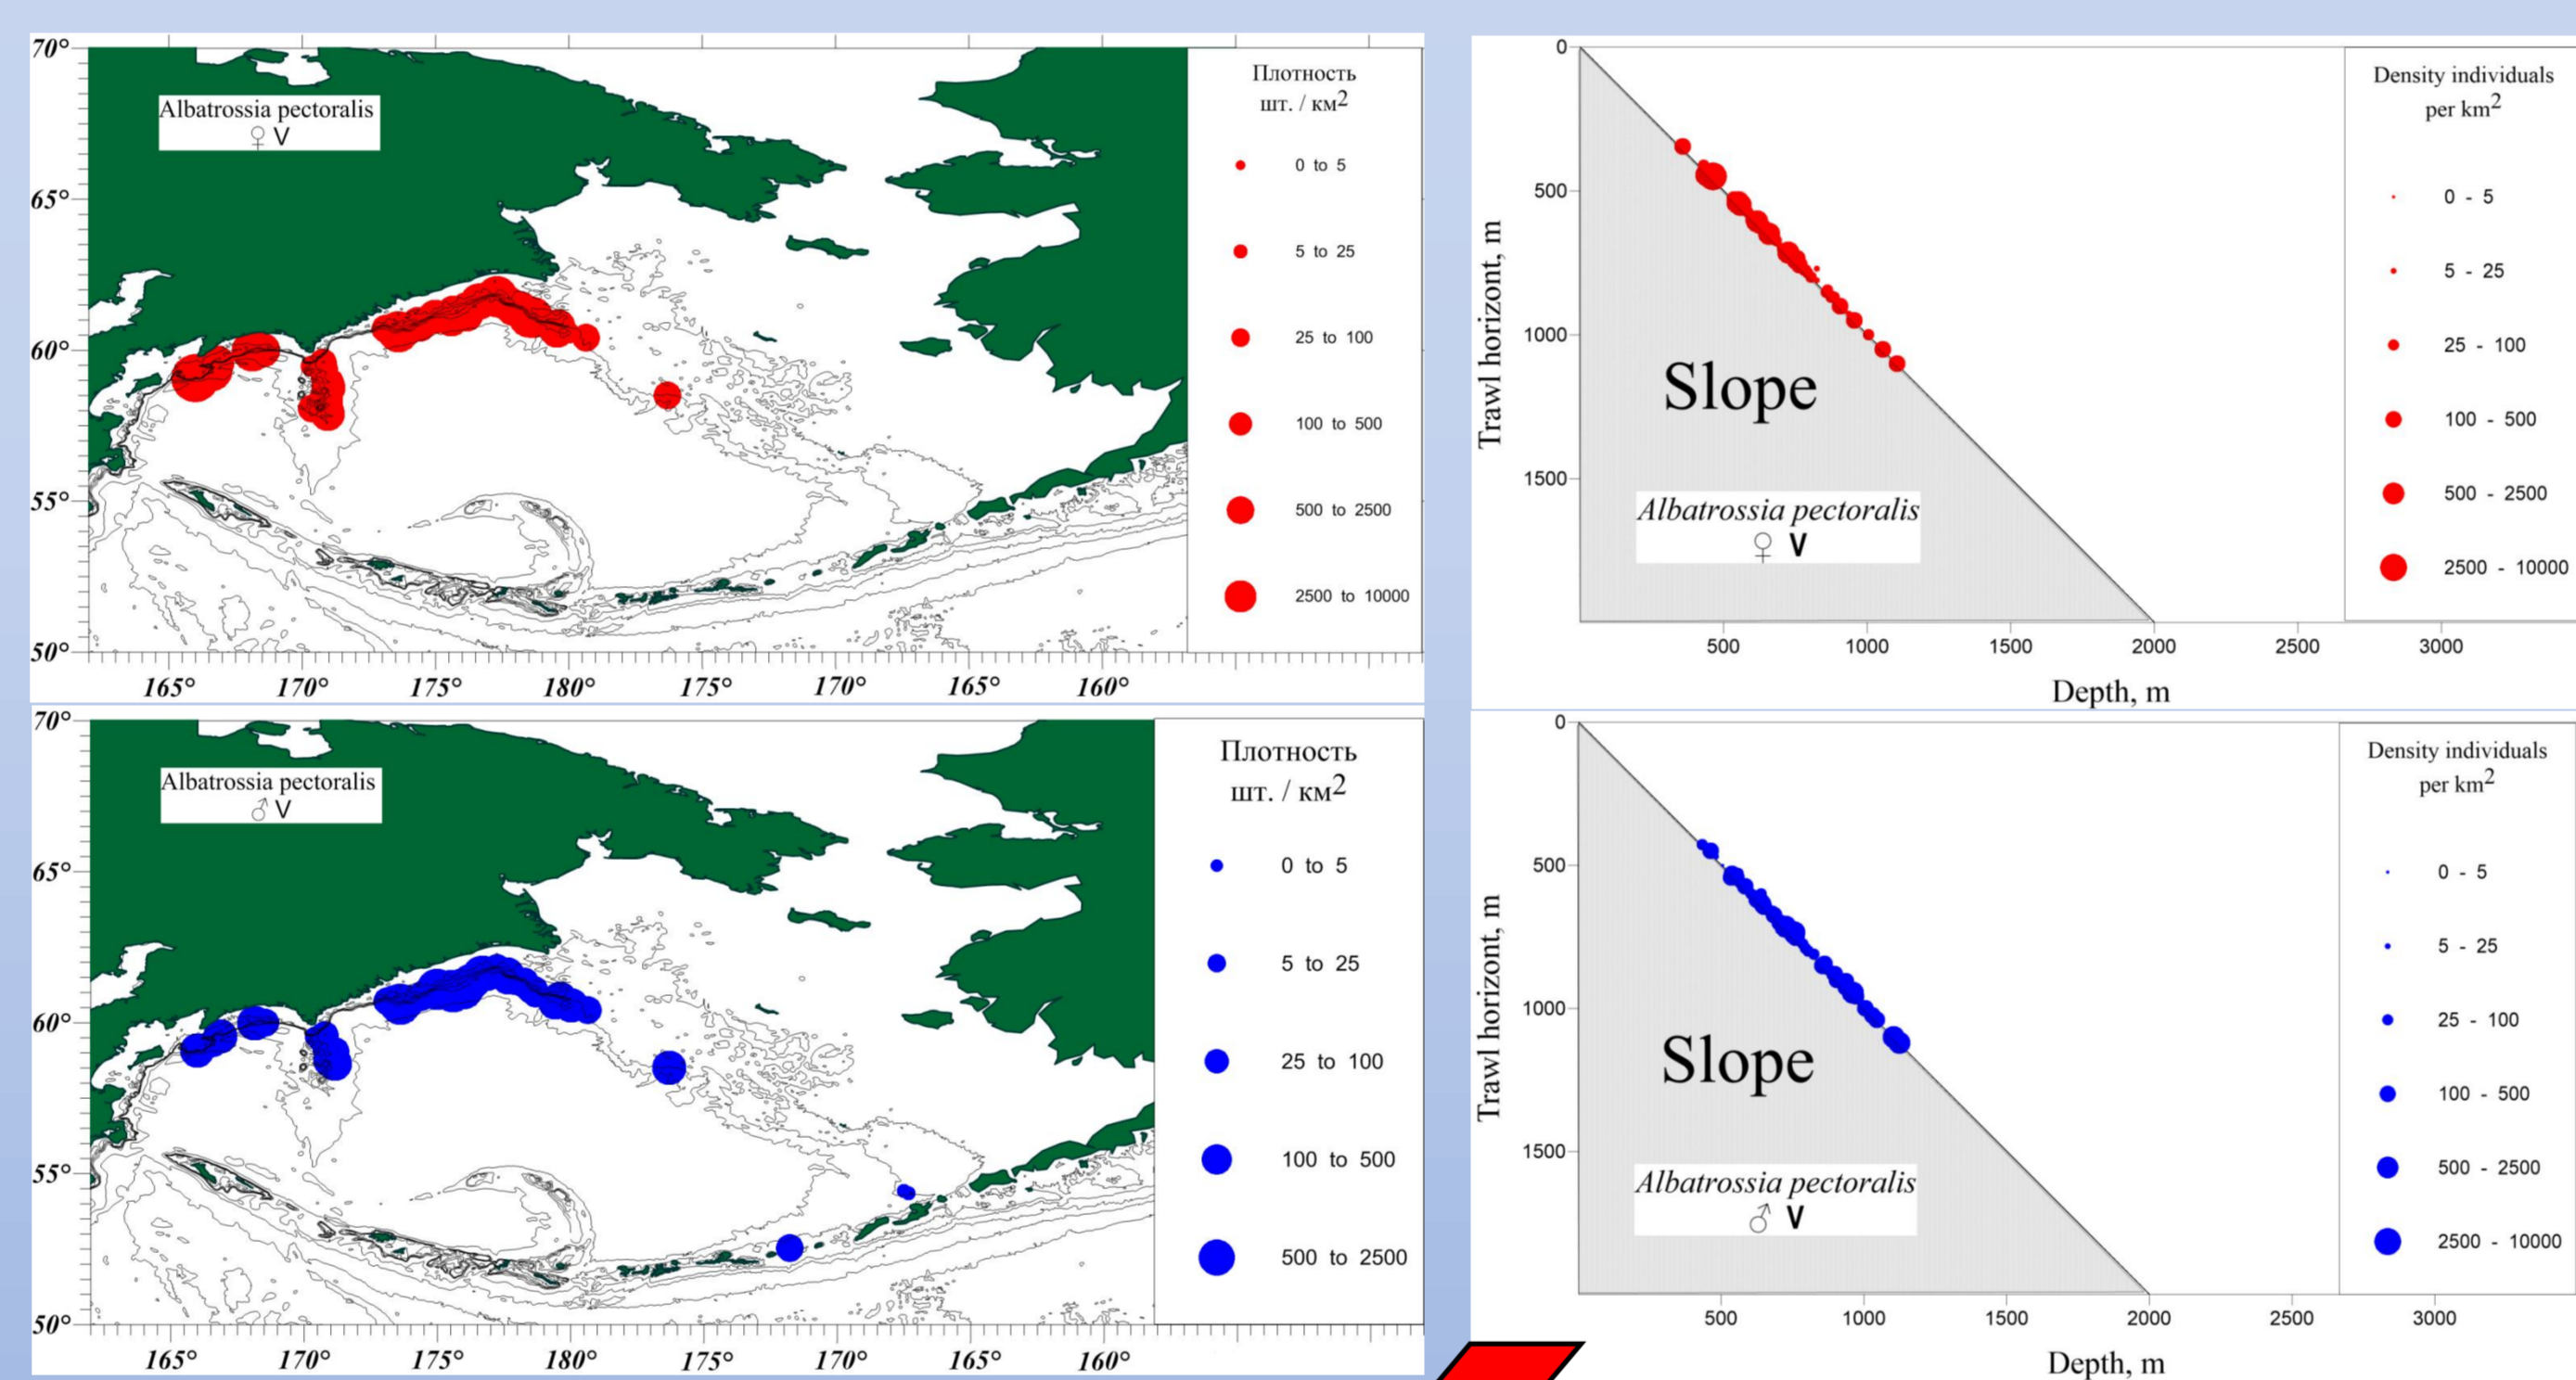 70°
65°
60°
55°
50°
Albatrossia pectoralis
♀ V
165° 170° 175° 180° 175° 170° 165° 160°
Плотность
шт. / км2
0 to 5
5 to 25
25 to 100
100 to 500
500 to 2500
2500 to 10000
0
500
1000
1500
Trawl horizont, m
Slope
Albatrossia pectoralis
♀ V
500 1000 1500 2000 2500 3000
Depth, m
Density individuals
per km2
0 - 5
5 - 25
25 - 100
100 - 500
500 - 2500
2500 - 10000
70°
65°
60°
55°
50°
Albatrossia pectoralis
♂ V
165° 170° 175° 180° 175° 170° 165° 160°
Плотность
шт. / км2
0 to 5
5 to 25
25 to 100
100 to 500
500 to 2500
0
500
1000
1500
Trawl horizont, m
Slope
Albatrossia pectoralis
♂ V
500 1000 1500 2000 2500 3000
Depth, m
Density individuals
per km2
0 - 5
5 - 25
25 - 100
100 - 500
500 - 2500
2500 - 10000